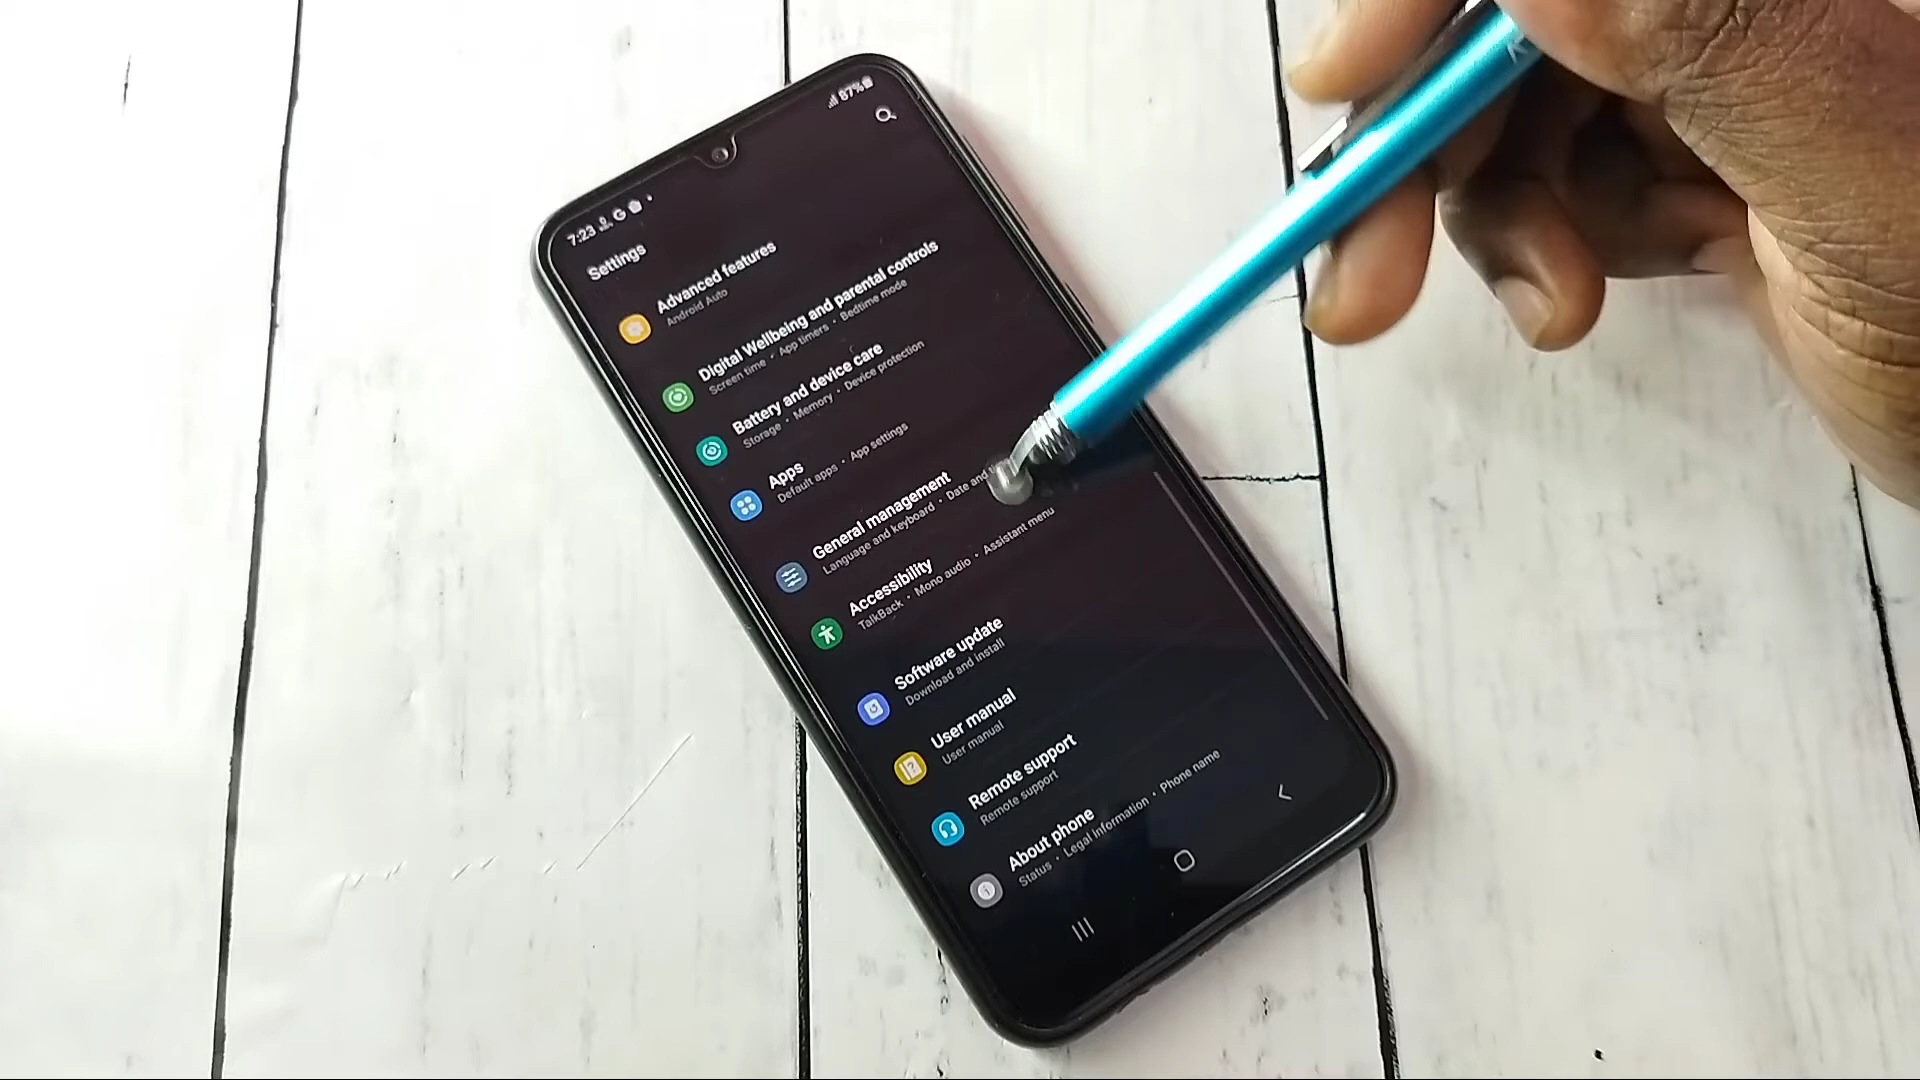 7:23
87%
Settings
Advanced features
Android Auto
Digital Wellbeing and parental controls
Screen time • App timers • Bedtime mode
Battery and device care
Storage • Memory • Device protection
Apps
Default apps • App settings
General management
Language and keyboard • Date and
Accessibility
TalkBack • Mono audio • Assistant menu
Software update
Download and install
User manual
User manual
Remote support
Remote support
About phone
Status • Legal information • Phone name